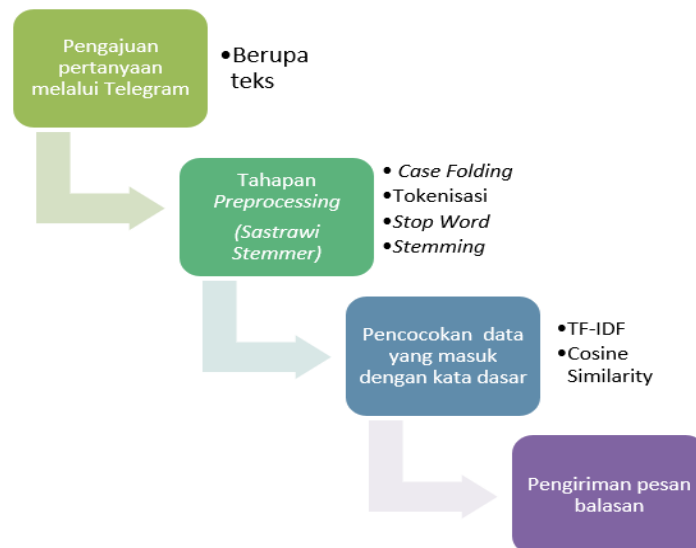 Pengajuan
pertanyaan
melalui Telegram
•Berupa
teks
Tahapan
Preprocessing
(Sastrawi
Stemmer)
• Case Folding
•Tokenisasi
•Stop Word
•Stemming
Pencocokan data
yang masuk
dengan kata dasar
•TF-IDF
•Cosine
Similarity
Pengiriman pesan
balasan